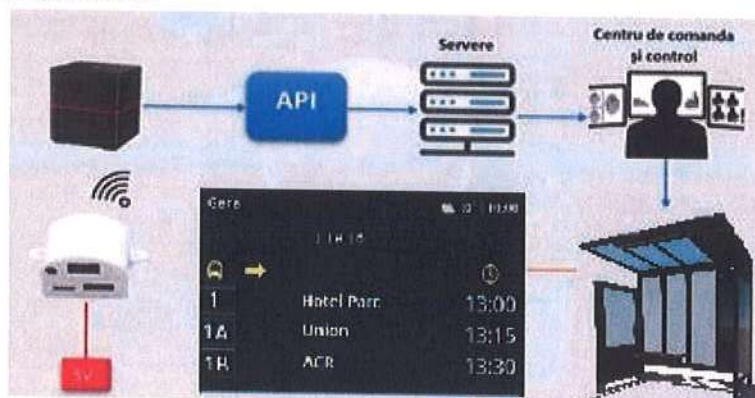 Servere
Centru de comanda
și control
API
Gara
1 Hotel Parc 13:00
1A Union 13:15
1B ACR 13:30
5V